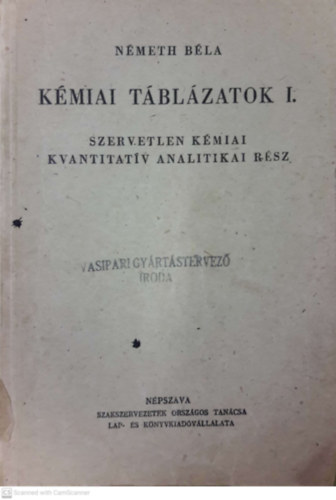 NÉMETH BÉLA
KÉMIAI TÁBLÁZATOK I.
SZERVETLEN KÉMIAI
KVANTITATÍV ANALITIKAI RÉSZ
VASIPARI GYÁRTÁSTERVEZŐ
IRODA
NÉPSZAVA
SZAKSZERVEZETEK ORSZÁGOS TANÁCSA
LAP- ÉS KÖNYVKIADÓVÁLLALATA
CS Scanned with CamScanner